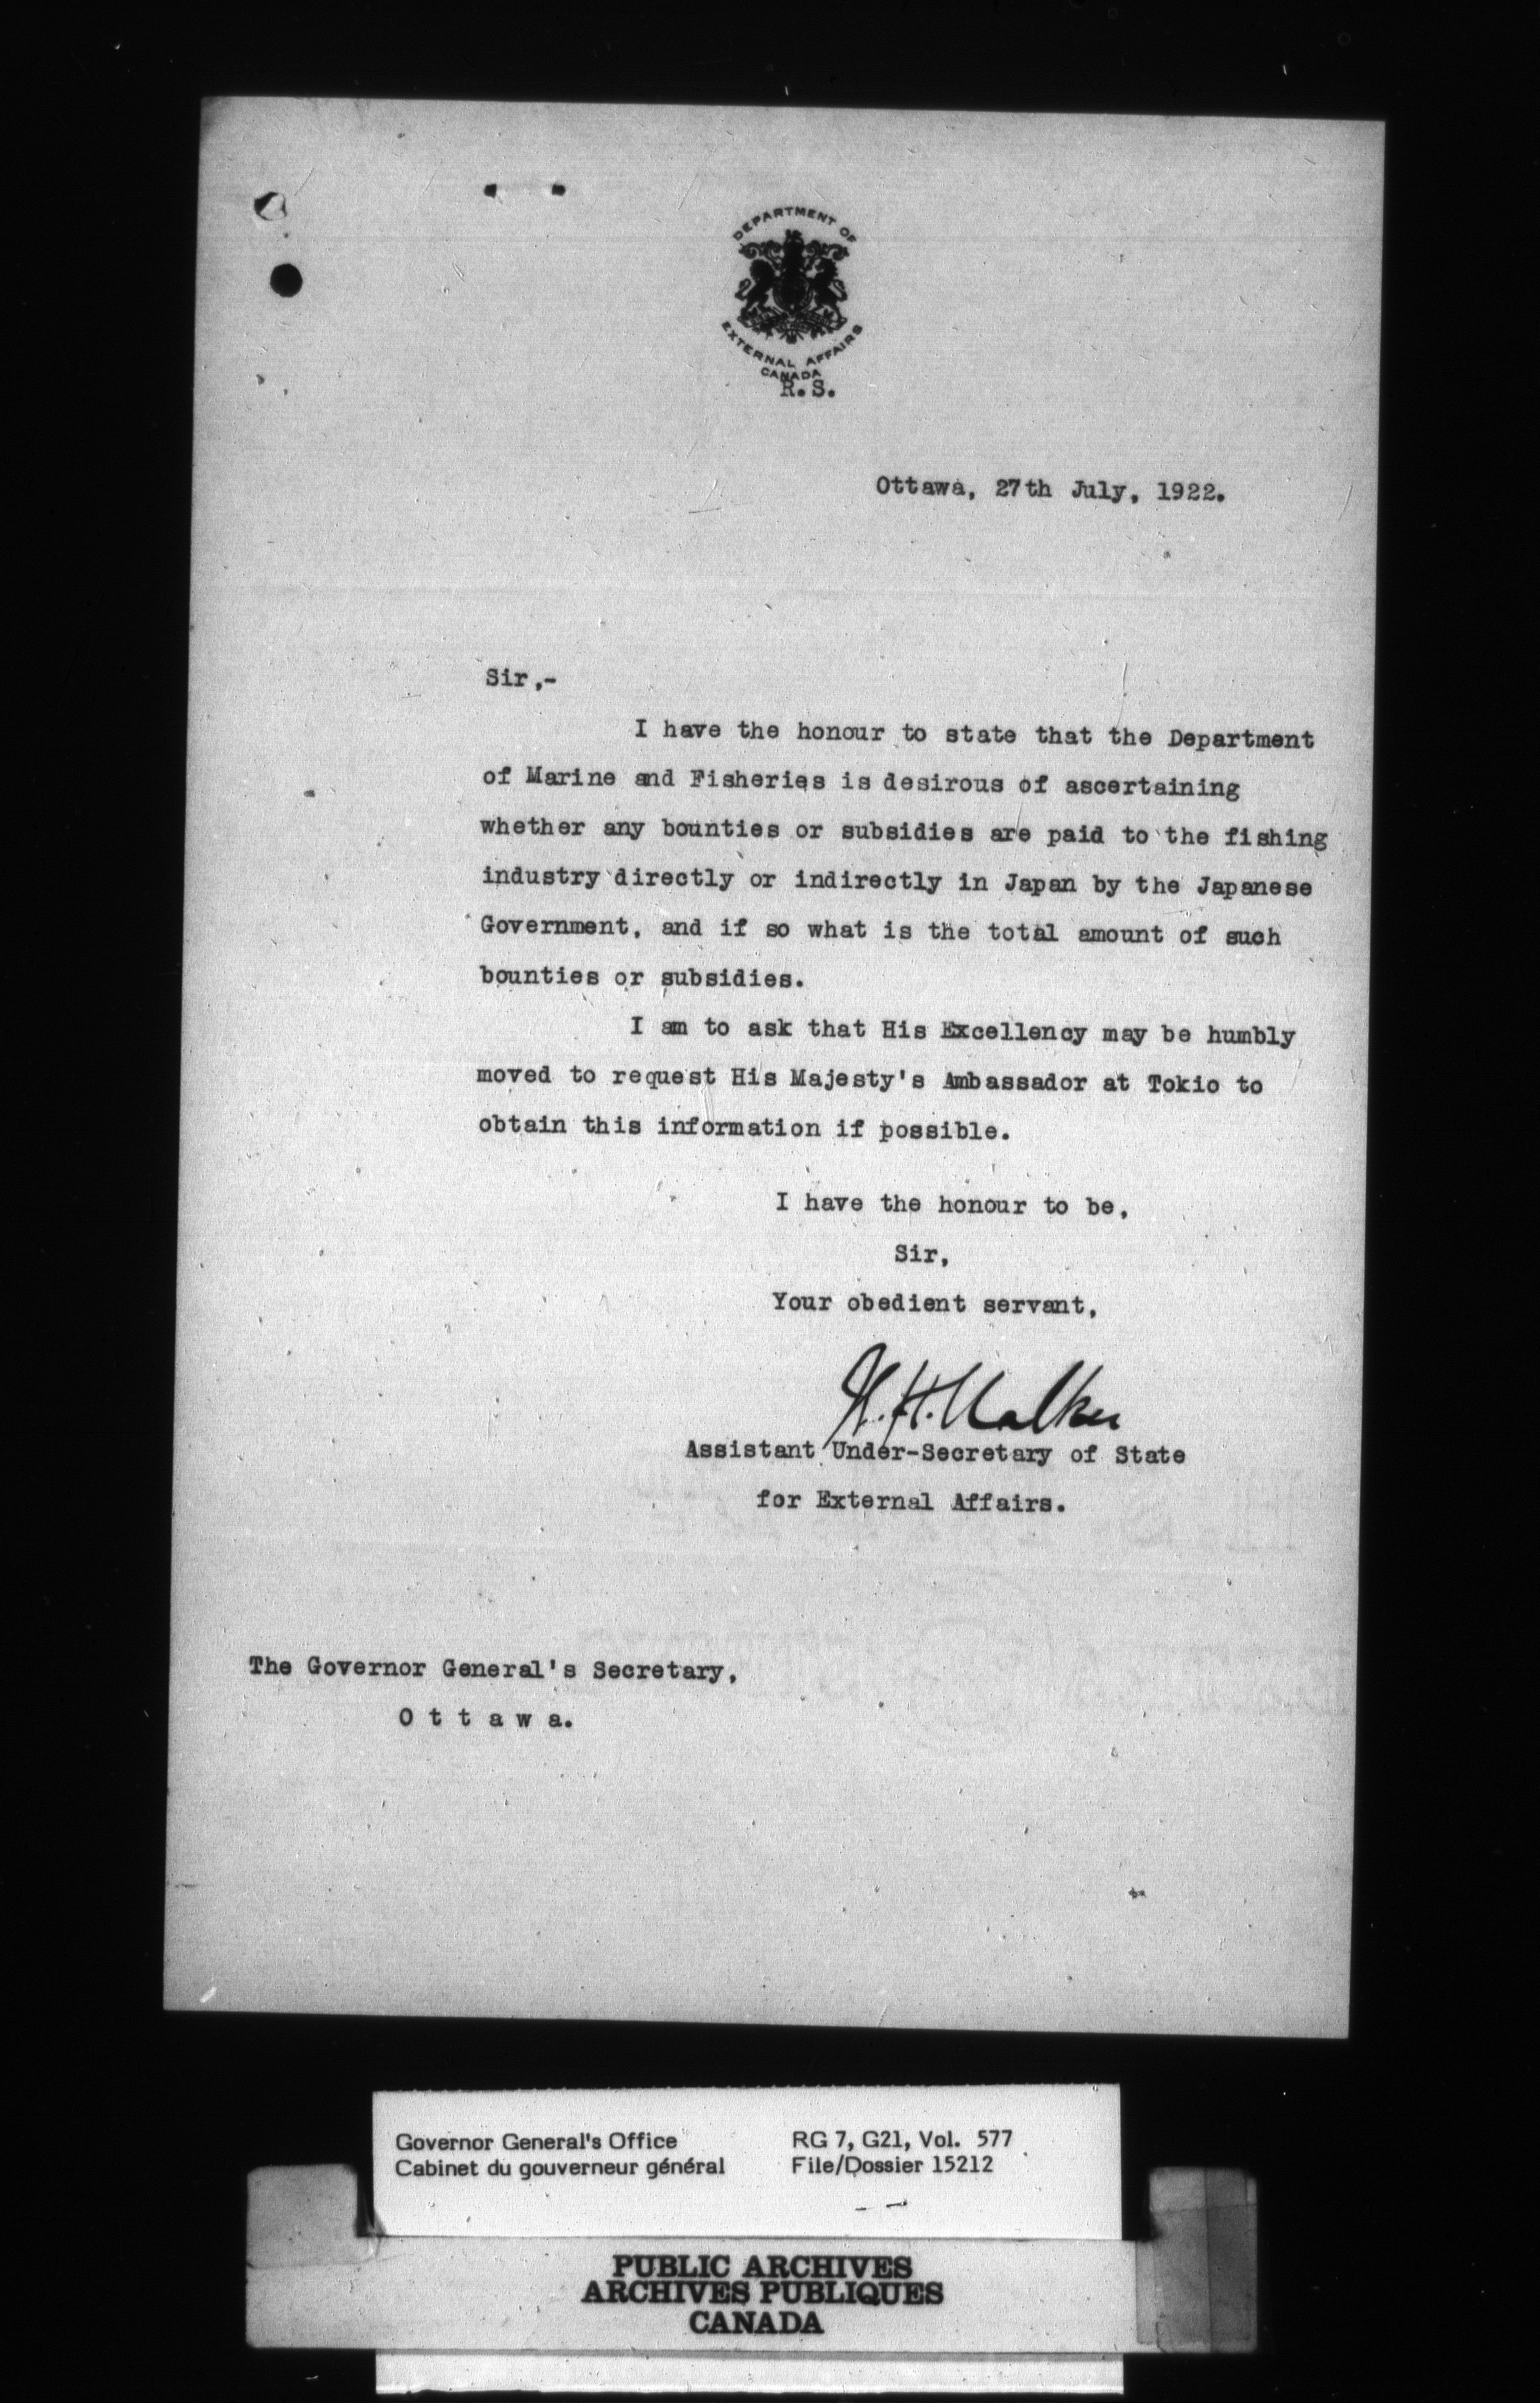 DEPARTMENT OF
EXTERNAL AFFAIRS
CANADA
R.S.
Ottawa, 27th July, 1922.
Sir,-
I have the honour to state that the Department
of Marine and Fisheries is desirous of ascertaining
whether any bounties or subsidies are paid to the fishing
industry directly or indirectly in Japan by the Japanese
Government, and if so what is the total amount of such
bounties or subsidies.
I am to ask that His Excellency may be humbly
moved to request His Majesty's Ambassador at Tokio to
obtain this information if possible.
I have the honour to be,
Sir,
Your obedient servant,
W. H. Walker
Assistant Under-Secretary of State
for External Affairs.
The Governor General's Secretary,
O t t a w a.
Governor General's Office RG 7, G21, Vol. 577
Cabinet du gouverneur général File/Dossier 15212
PUBLIC ARCHIVES
ARCHIVES PUBLIQUES
CANADA